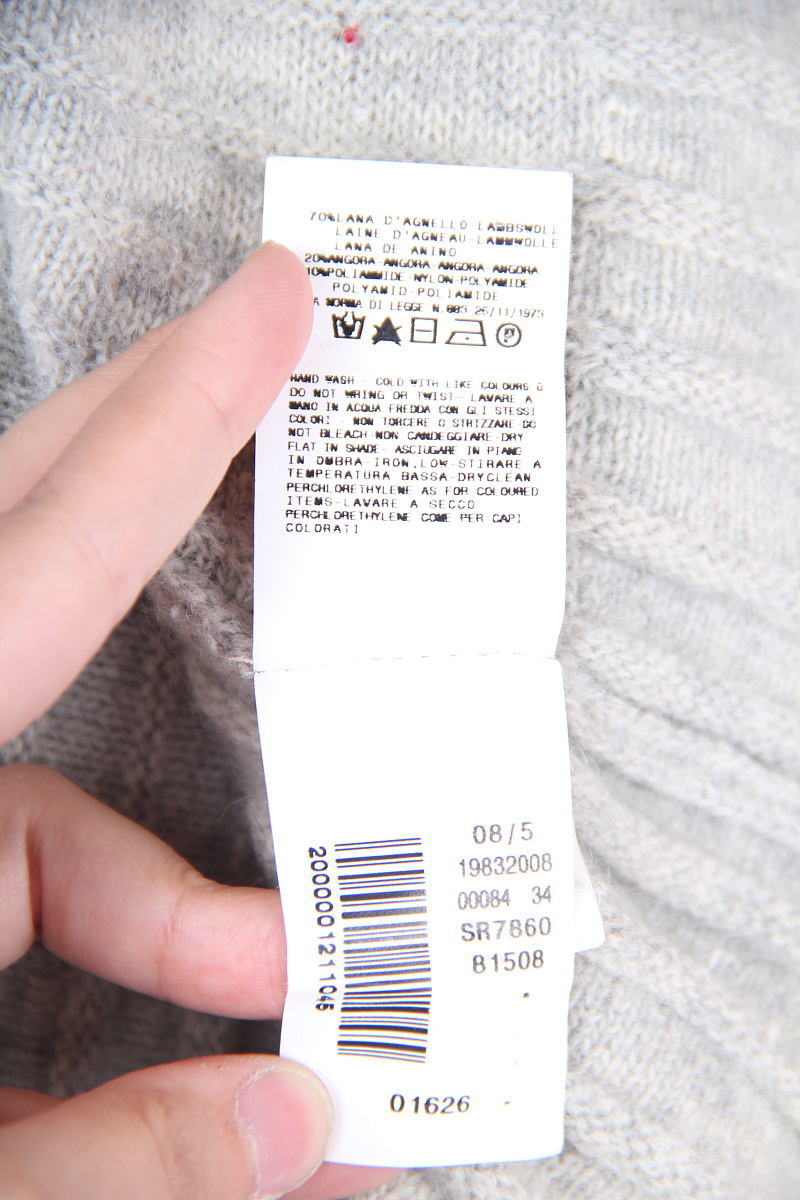 70%LANA D'AGNELLO-LAMBSWOLL
LAINE D'AGNEAU-LAMMWOLLE
LANA DE ANINO
20%ANGORA-ANGORA-ANGORA-ANGORA
10%POLIAMMIDE-NYLON-POLYAMIDE
POLYAMID-POLIAMIDE
A NORMA DI LEGGE N.883 26/11/1973
P
HAND WASH - COLD WITH LIKE COLOURS &
DO NOT WRING OR TWIST- LAVARE A
MANO IN ACQUA FREDDA CON GLI STESSI
COLORI - NON TORCERE O STRIZZARE-DO
NOT BLEACH-NON CANDEGGIARE-DRY
FLAT IN SHADE- ASCIUGARE IN PIANO
IN OMBRA-IRON,LOW-STIRARE A
TEMPERATURA BASSA-DRYCLEAN
PERCHLORETHYLENE AS FOR COLOURED
ITEMS-LAVARE A SECCO
PERCHLORETHYLENE COME PER CAPI
COLORATI
08/5
19832008
00084 34
SR7860
81508
2000001211045
01626